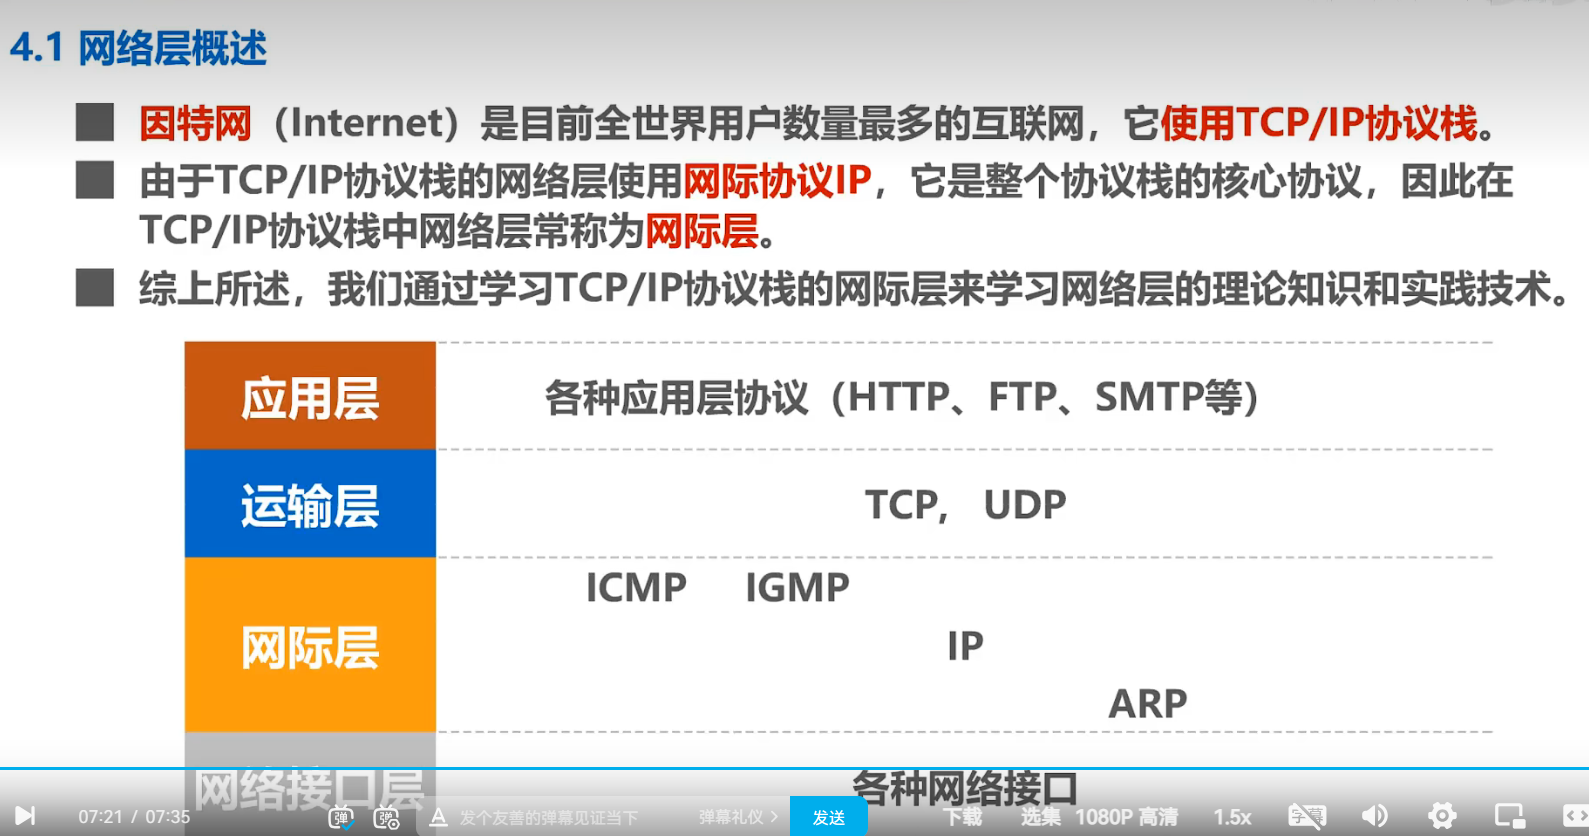 4.1 网络层概述
因特网（Internet）是目前全世界用户数量最多的互联网，它使用TCP/IP协议栈。
由于TCP/IP协议栈的网络层使用网际协议IP，它是整个协议栈的核心协议，因此在
TCP/IP协议栈中网络层常称为网际层。
综上所述，我们通过学习TCP/IP协议栈的网际层来学习网络层的理论知识和实践技术。
应用层 各种应用层协议（HTTP、FTP、SMTP等）
运输层 TCP， UDP
ICMP IGMP
网际层 IP
ARP
网络接口层 各种网络接口
07:21 / 07:35 弹 弹 A 发个友善的弹幕见证当下 弹幕礼仪 发送 下载 选集 1080P 高清 1.5x 字幕